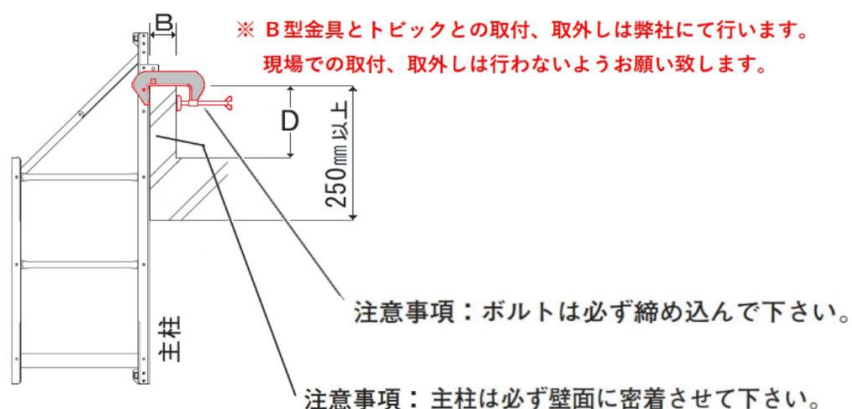 B
※ B型金具とトビックとの取付、取外しは弊社にて行います。
現場での取付、取外しは行わないようお願い致します。
D
250mm以上
注意事項：ボルトは必ず締め込んで下さい。
主柱
注意事項：主柱は必ず壁面に密着させて下さい。